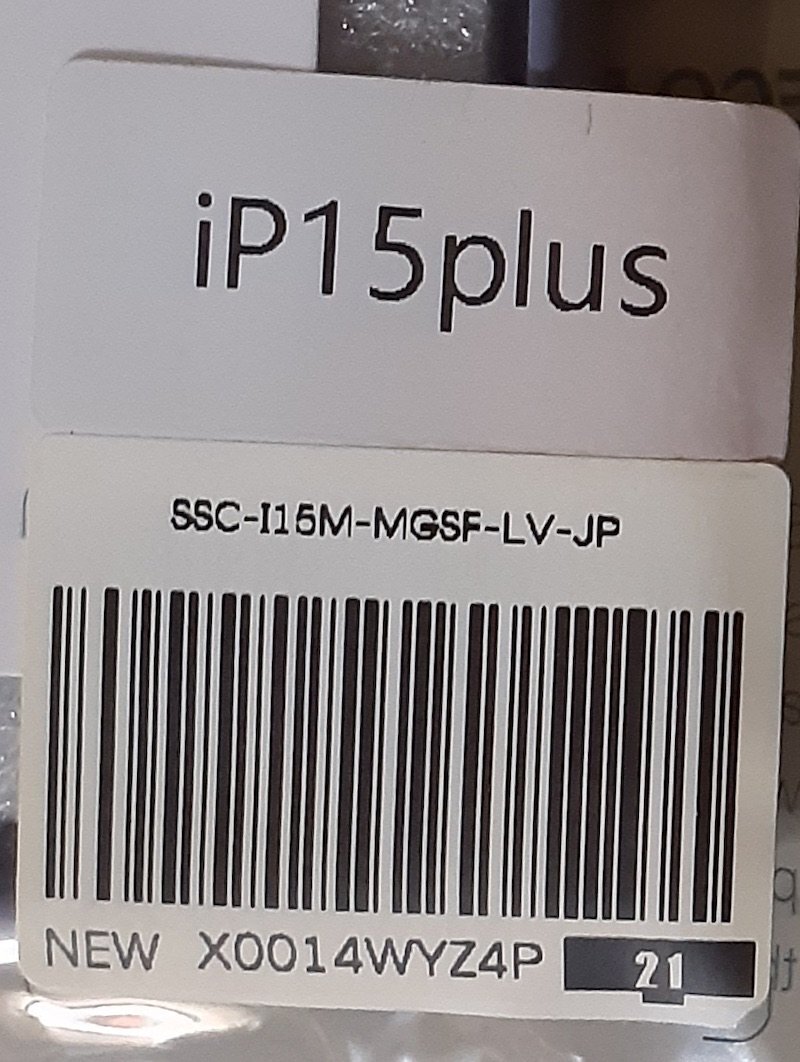 iP15plus
SSC-I15M-MGSF-LV-JP
NEW X0014WYZ4P 21